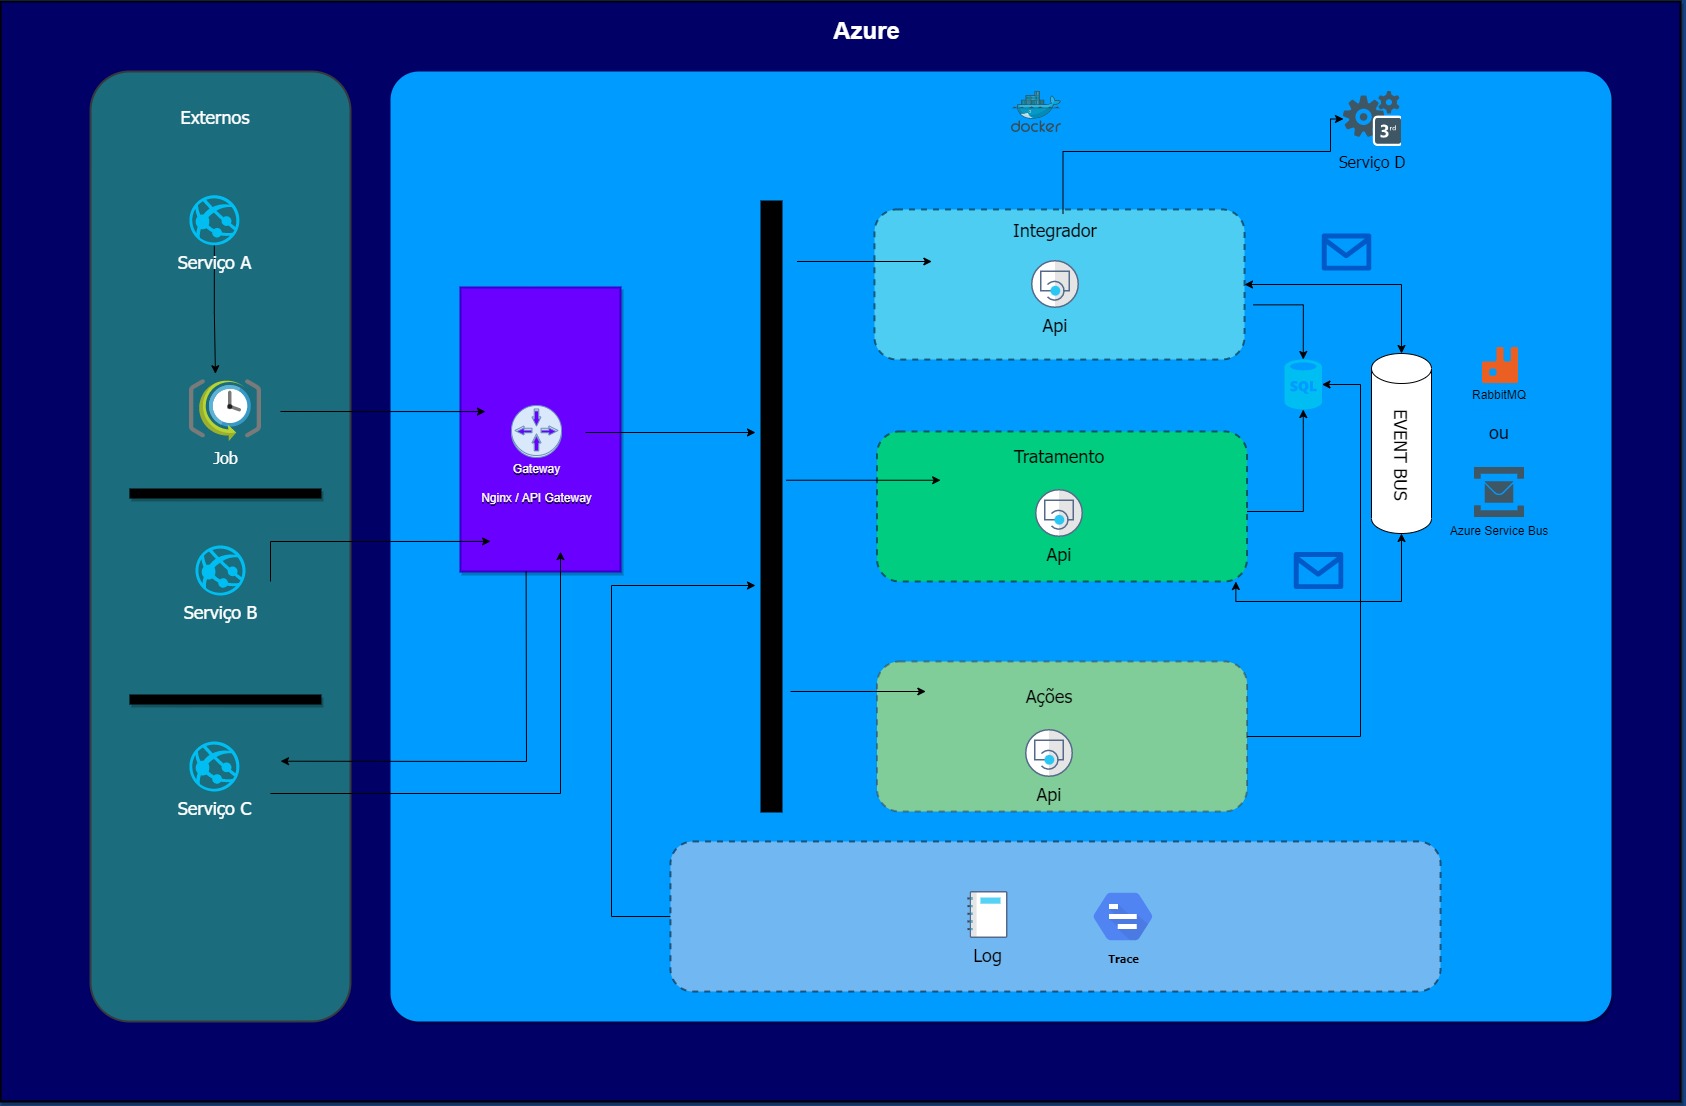 Azure
Externos
Serviço A
Job
Serviço B
Serviço C
Gateway
Nginx / API Gateway
docker
3rd
Serviço D
Integrador
Api
SQL
Tratamento
Api
EVENT BUS
RabbitMQ
ou
Azure Service Bus
Ações
Api
Log
Trace